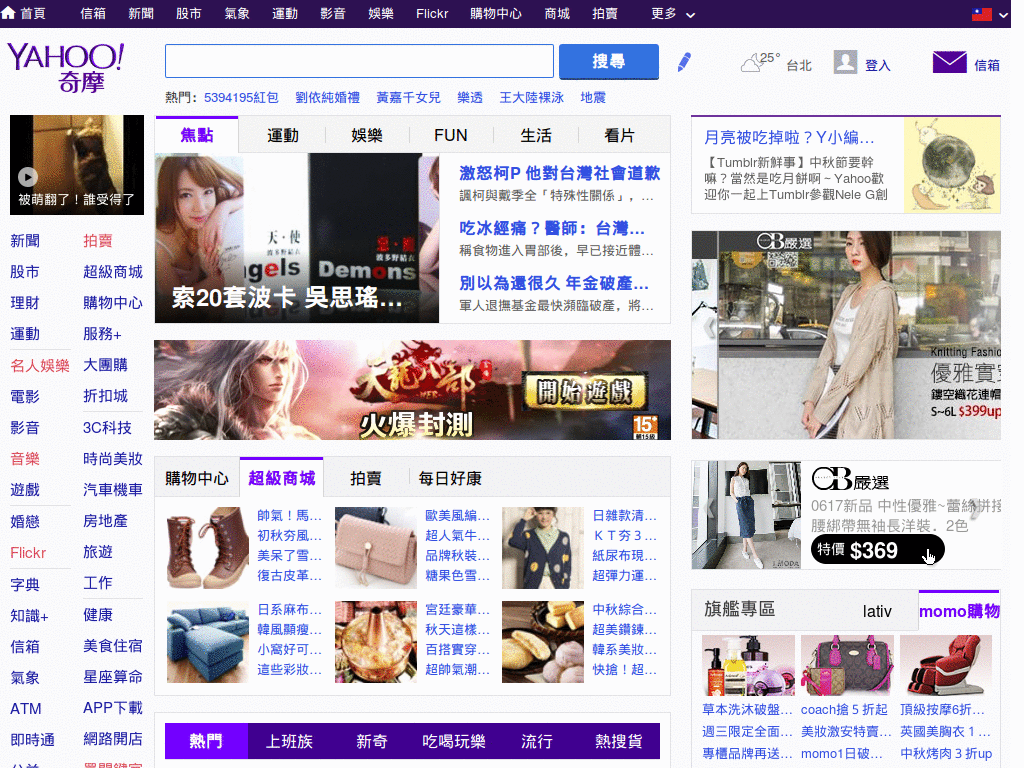 首頁 信箱 新聞 股市 氣象 運動 影音 娛樂 Flickr 購物中心 商城 拍賣 更多
YAHOO!
奇摩
搜尋
25° 台北 登入 信箱
熱門: 5394195紅包 劉依純婚禮 黃嘉千女兒 樂透 王大陸裸泳 地震
被萌翻了！誰受得了
新聞 拍賣
股市 超級商城
理財 購物中心
運動 服務+
名人娛樂 大團購
電影 折扣城
影音 3C科技
音樂 時尚美妝
遊戲 汽車機車
婚戀 房地產
Flickr 旅遊
字典 工作
知識+ 健康
信箱 美食住宿
氣象 星座算命
ATM APP下載
即時通 網路開店
焦點 運動 娛樂 FUN 生活 看片
天·使
波多野結衣
Angels
Demons
索20套波卡 吳思瑤...
激怒柯P 他對台灣社會道歉
諷柯與戴季全「特殊性關係」，...
吃冰經痛？醫師：台灣...
稱食物進入胃部後，早已接近體...
別以為還很久 年金破產...
軍人退撫基金最快瀕臨破產，將...
天龍八部
火爆封測
開始遊戲
15+
輔15級
購物中心 超級商城 拍賣 每日好康
帥氣！馬...
初秋夯風...
美呆了雪...
復古皮革...
歐美風編...
超人氣牛...
品牌秋裝...
糖果色雪...
日雜款清...
ＫＴ夯３...
紙尿布現...
超彈力運...
日系麻布...
韓風顯瘦...
小窩好可...
這些彩妝...
宮廷豪華...
秋天這樣...
百搭實穿...
超帥氣潮...
中秋綜合...
超美鑽鍊...
韓系美妝...
快搶！超...
熱門 上班族 新奇 吃喝玩樂 流行 熱搜貨
月亮被吃掉啦？Y小編...
【Tumblr新鮮事】中秋節要幹
嘛？當然是吃月餅啊～Yahoo歡
迎你一起上Tumblr參觀Nele G創
OB嚴選
Knitting Fashio
優雅實穿
鏤空織花連帽
S~6L $399up
OB嚴選
0617新品 中性優雅~蕾絲拼接
腰綁帶無袖長洋裝．2色
特價 $369
旗艦專區 lativ momo購物
草本洗沐破盤...
週三限定全面...
專櫃品牌再送...
coach搶５折起
美妝激安特賣...
momo1日破...
頂級按摩6折...
英國美胸衣１...
中秋烤肉３折up